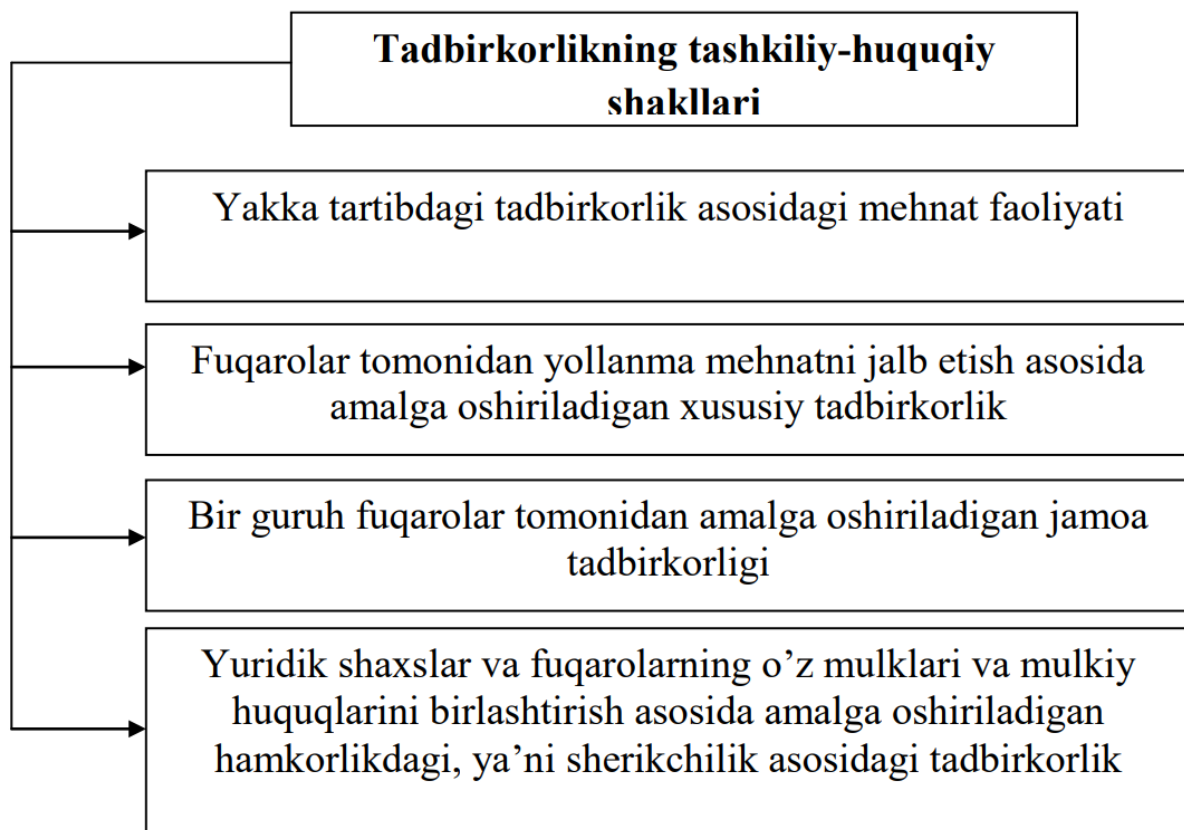 Tadbirkorlikning tashkiliy-huquqiy
shakllari
Yakka tartibdagi tadbirkorlik asosidagi mehnat faoliyati
Fuqarolar tomonidan yollanma mehnatni jalb etish asosida
amalga oshiriladigan xususiy tadbirkorlik
Bir guruh fuqarolar tomonidan amalga oshiriladigan jamoa
tadbirkorligi
Yuridik shaxslar va fuqarolarning o’z mulklari va mulkiy
huquqlarini birlashtirish asosida amalga oshiriladigan
hamkorlikdagi, ya’ni sherikchilik asosidagi tadbirkorlik